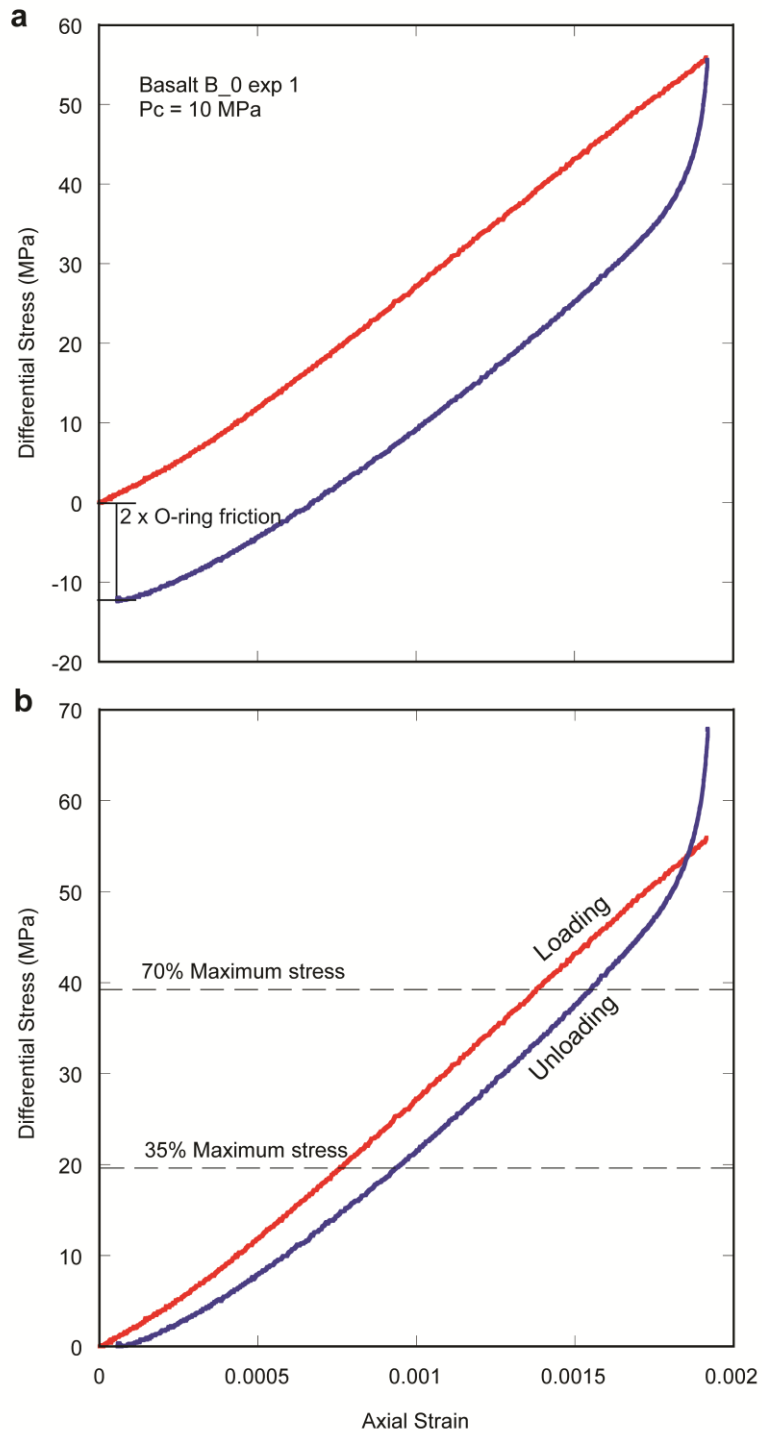 a
60
50
40
30
20
10
0
-10
-20
Differential Stress (MPa)
Basalt B_0 exp 1
Pc = 10 MPa
2 x O-ring friction
b
70
60
50
40
30
20
10
0
Differential Stress (MPa)
Loading
Unloading
70% Maximum stress
35% Maximum stress
0 0.0005 0.001 0.0015 0.002
Axial Strain